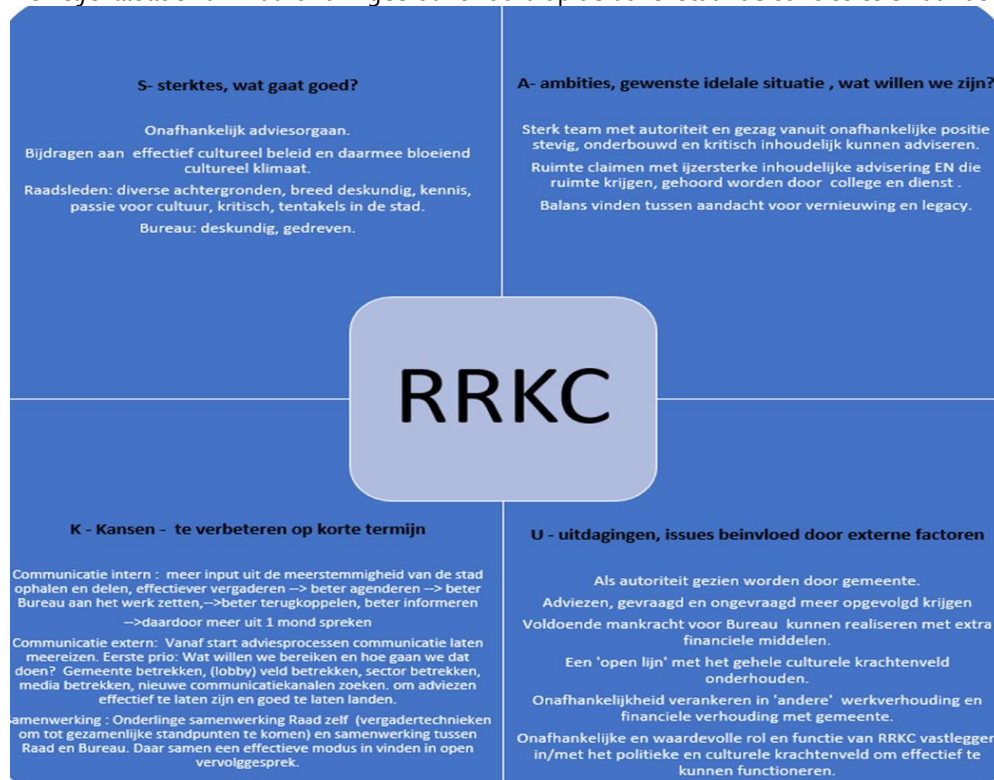 S- sterktes, wat gaat goed?
Onafhankelijk adviesorgaan.
Bijdragen aan effectief cultureel beleid en daarmee bloeiend
cultureel klimaat.
Raadsleden: diverse achtergronden, breed deskundig, kennis,
passie voor cultuur, kritisch, tentakels in de stad.
Bureau: deskundig, gedreven.
A- ambities, gewenste idelale situatie , wat willen we zijn?
Sterk team met autoriteit en gezag vanuit onafhankelijke positie
stevig, onderbouwd en kritisch inhoudelijk kunnen adviseren.
Ruimte claimen met ijzersterke inhoudelijke advisering EN die
ruimte krijgen, gehoord worden door college en dienst .
Balans vinden tussen aandacht voor vernieuwing en legacy.
RRKC
K - Kansen - te verbeteren op korte termijn
Communicatie intern : meer input uit de meerstemmigheid van de stad
ophalen en delen, effectiever vergaderen --> beter agenderen --> beter
Bureau aan het werk zetten,-->beter terugkoppelen, beter informeren
-->daardoor meer uit 1 mond spreken
Communicatie extern: Vanaf start adviesprocessen communicatie laten
meereizen. Eerste prio: Wat willen we bereiken en hoe gaan we dat
doen? Gemeente betrekken, (lobby) veld betrekken, sector betrekken,
media betrekken, nieuwe communicatiekanalen zoeken. om adviezen
effectief te laten zijn en goed te laten landen.
Samenwerking : Onderlinge samenwerking Raad zelf (vergadertechnieken
om tot gezamenlijke standpunten te komen) en samenwerking tussen
Raad en Bureau. Daar samen een effectieve modus in vinden in open
vervolggesprek.
U - uitdagingen, issues beinvloed door externe factoren
Als autoriteit gezien worden door gemeente.
Adviezen, gevraagd en ongevraagd meer opgevolgd krijgen
Voldoende mankracht voor Bureau kunnen realiseren met extra
financiele middelen.
Een 'open lijn' met het gehele culturele krachtenveld
onderhouden.
Onafhankelijkheid verankeren in 'andere' werkverhouding en
financiele verhouding met gemeente.
Onafhankelijke en waardevolle rol en functie van RRKC vastleggen
in/met het politieke en culturele krachtenveld om effectief te
kunnen functioneren.